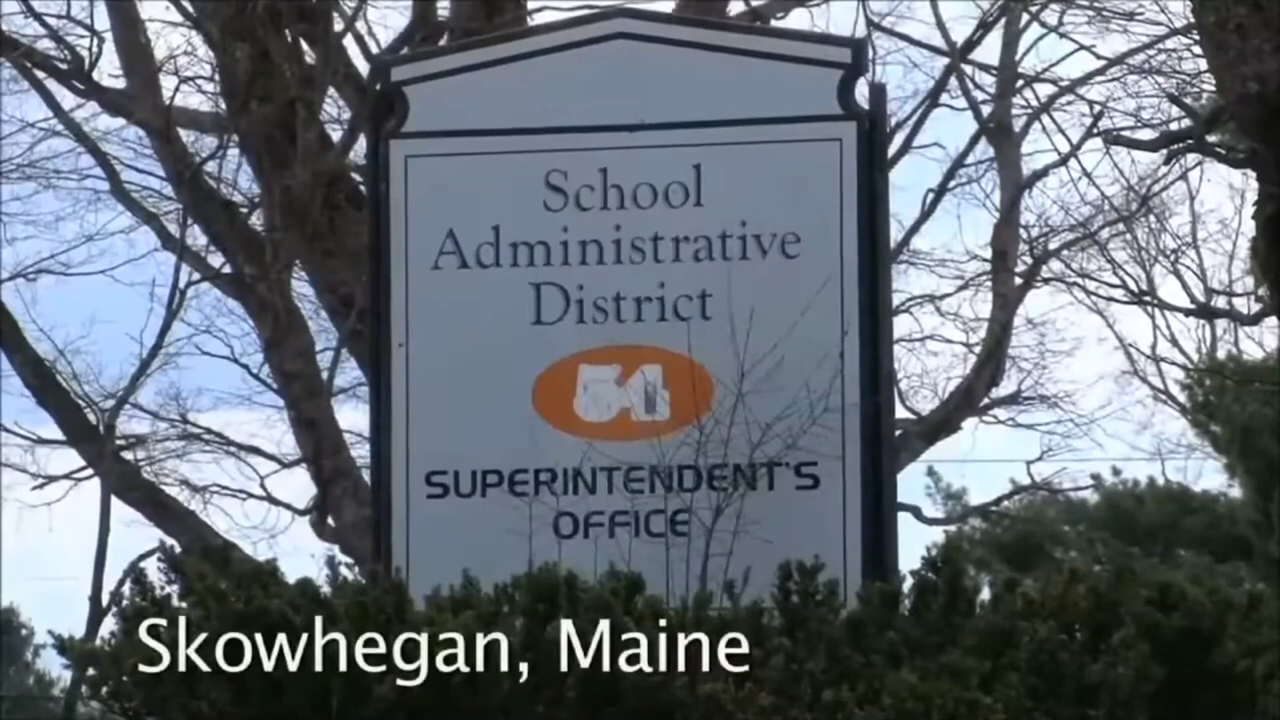 School
Administrative
District
54
SUPERINTENDENT'S
OFFICE
Skowhegan, Maine